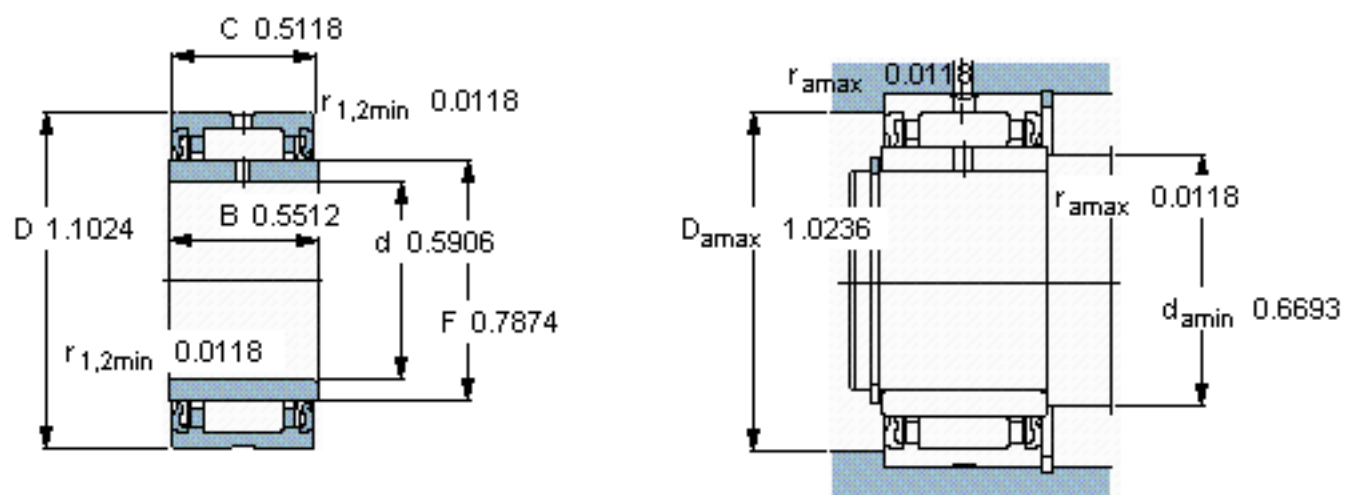 C 0.5118
r1,2min 0.0118
D 1.1024
B 0.5512
d 0.5906
F 0.7874
r1,2min 0.0118
ramax 0.0118
ramax 0.0118
Damax 1.0236
damin 0.6693